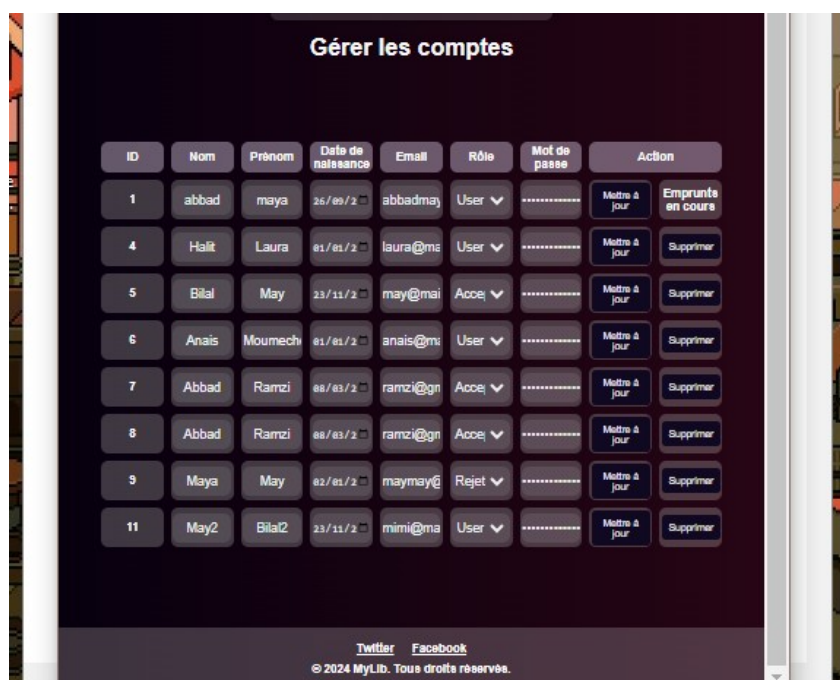 Gérer les comptes
ID Nom Prénom Date de naissance Email Rôle Mot de passe Action
1 abbad maya 26/09/2 abbadmay User Mettre à jour Emprunts en cours
4 Halit Laura 01/01/2 laura@ma User Mettre à jour Supprimer
5 Bilal May 23/11/2 may@mai Accep Mettre à jour Supprimer
6 Anais Moumech 01/01/2 anais@ma User Mettre à jour Supprimer
7 Abbad Ramzi 08/03/2 ramzi@gm Accep Mettre à jour Supprimer
8 Abbad Ramzi 08/03/2 ramzi@gm Accep Mettre à jour Supprimer
9 Maya May 02/01/2 maymay@ Rejet Mettre à jour Supprimer
11 May2 Bilal2 23/11/2 mimi@ma User Mettre à jour Supprimer
Twitter Facebook
© 2024 MyLib. Tous droits réservés.